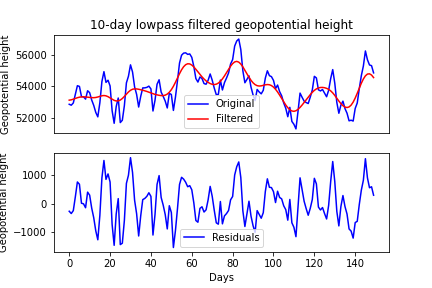 10-day lowpass filtered geopotential height
Geopotential height
56000
54000
52000
Original
Filtered
Geopotential height
1000
0
−1000
Residuals
0
20
40
60
80
100
120
140
Days